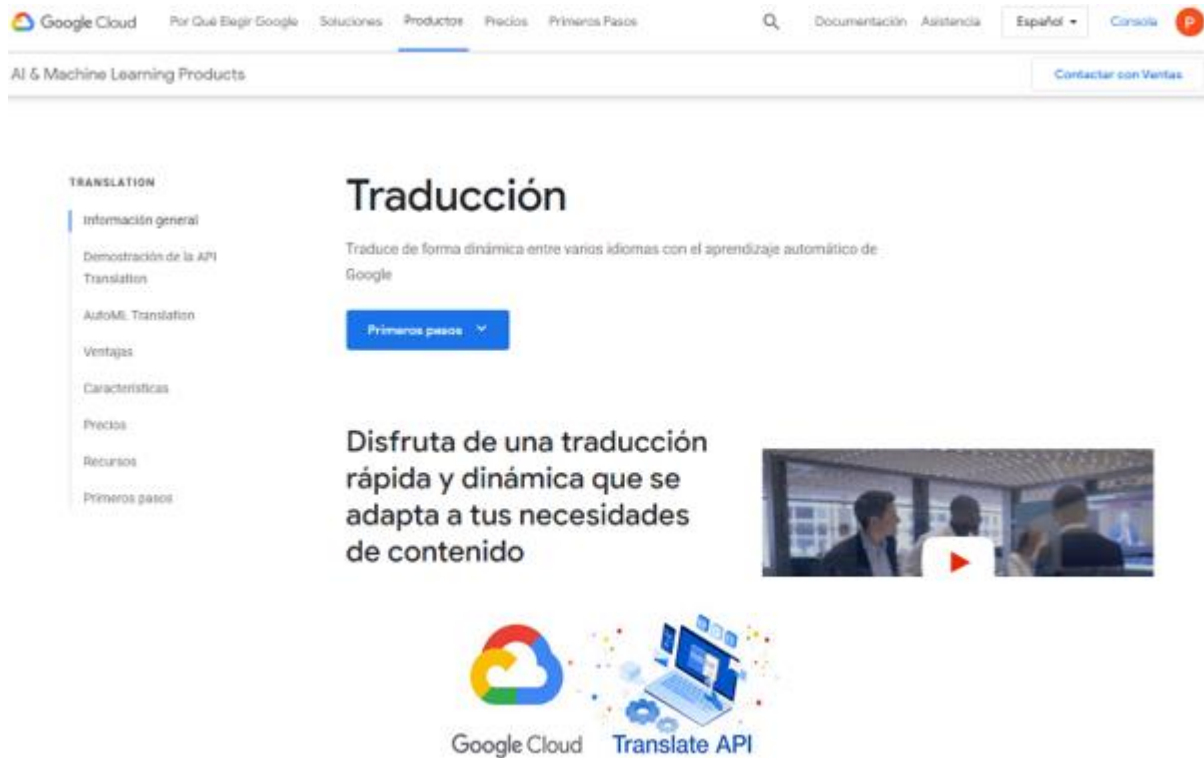 Google Cloud Por Qué Elegir Google Soluciones Productos Precios Primeros Pasos Documentación Asistencia Español Consola P
AI & Machine Learning Products Contactar con Ventas
TRANSLATION
Información general
Demostración de la API
Translation
AutoML Translation
Ventajas
Características
Precios
Recursos
Primeros pasos
Traducción
Traduce de forma dinámica entre varios idiomas con el aprendizaje automático de
Google
Primeros pasos
Disfruta de una traducción
rápida y dinámica que se
adapta a tus necesidades
de contenido
Google Cloud Translate API